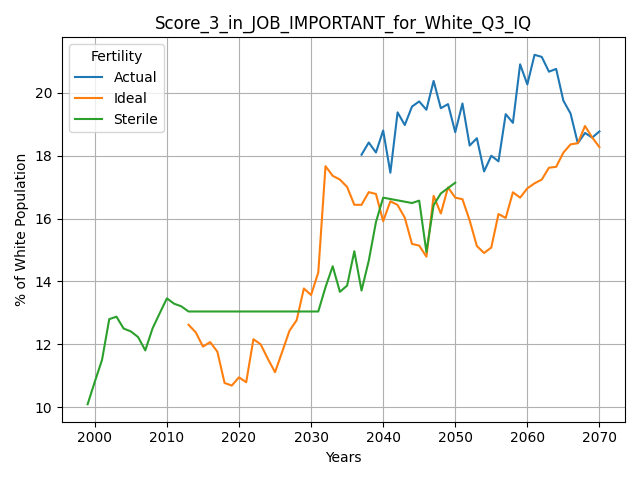 Score_3_in_JOB_IMPORTANT_for_White_Q3_IQ
Fertility
Actual
Ideal
Sterile
% of White Population
20
18
16
14
12
10
2000 2010 2020 2030 2040 2050 2060 2070
Years